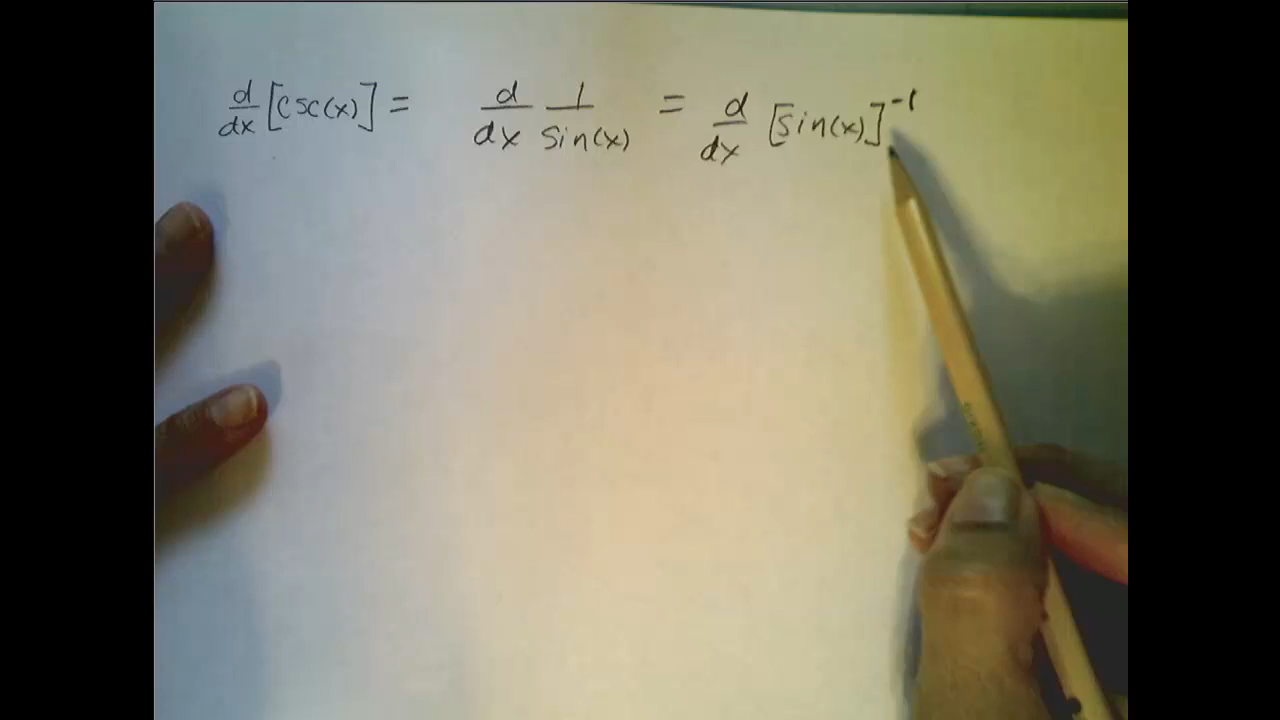 d/dx [csc(x)] = d/dx 1/sin(x) = d/dx [sin(x)]⁻¹